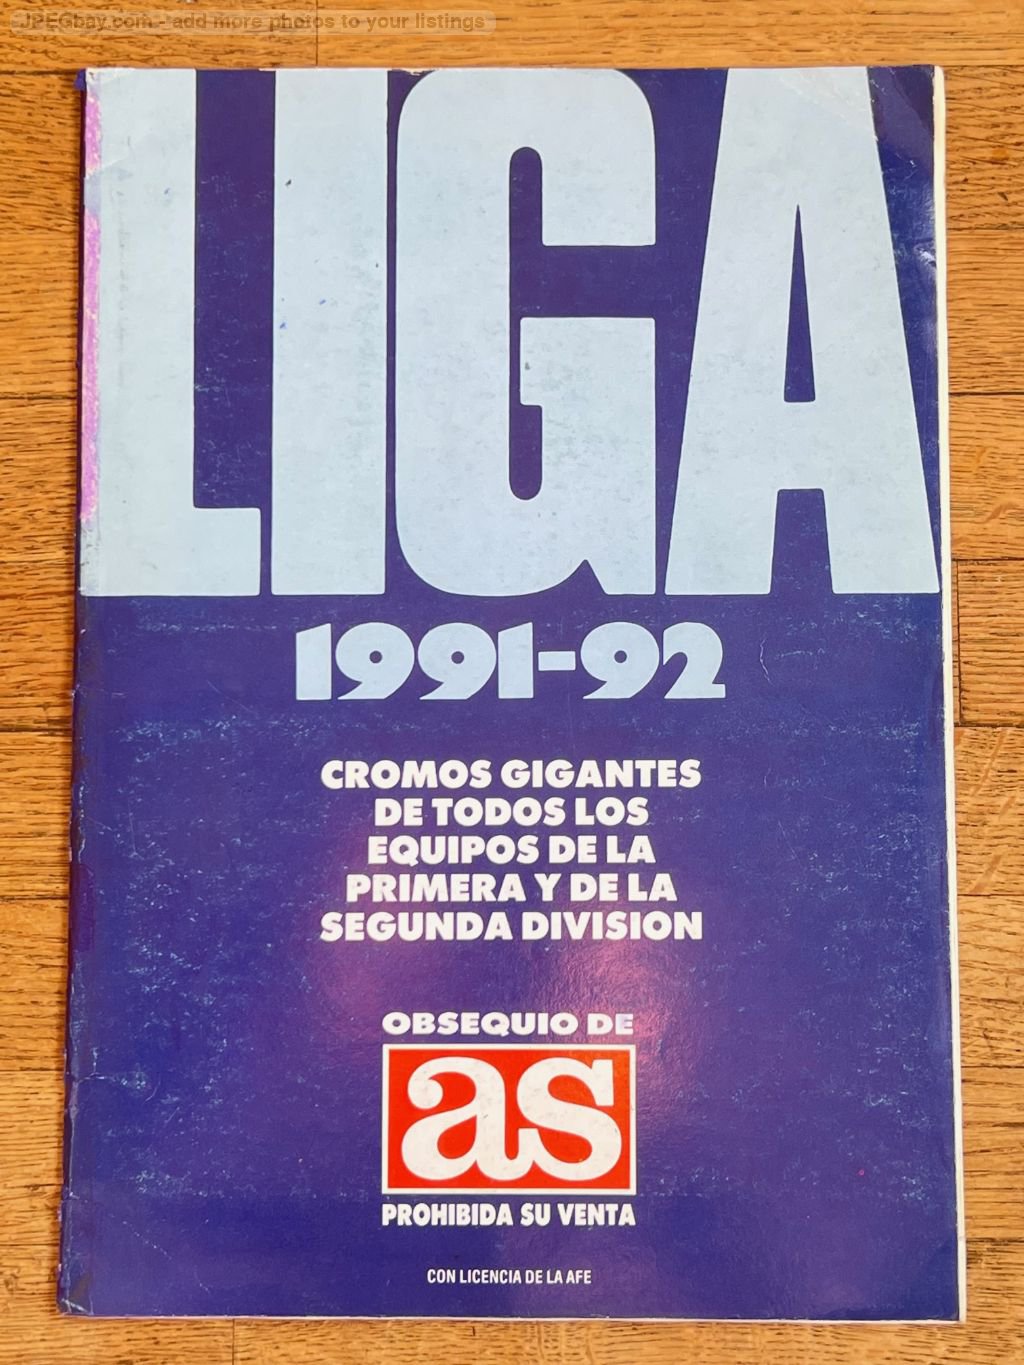 JPEGbay.com - add more photos to your listings
LIGA
1991-92
CROMOS GIGANTES
DE TODOS LOS
EQUIPOS DE LA
PRIMERA Y DE LA
SEGUNDA DIVISION
OBSEQUIO DE
as
PROHIBIDA SU VENTA
CON LICENCIA DE LA AFE